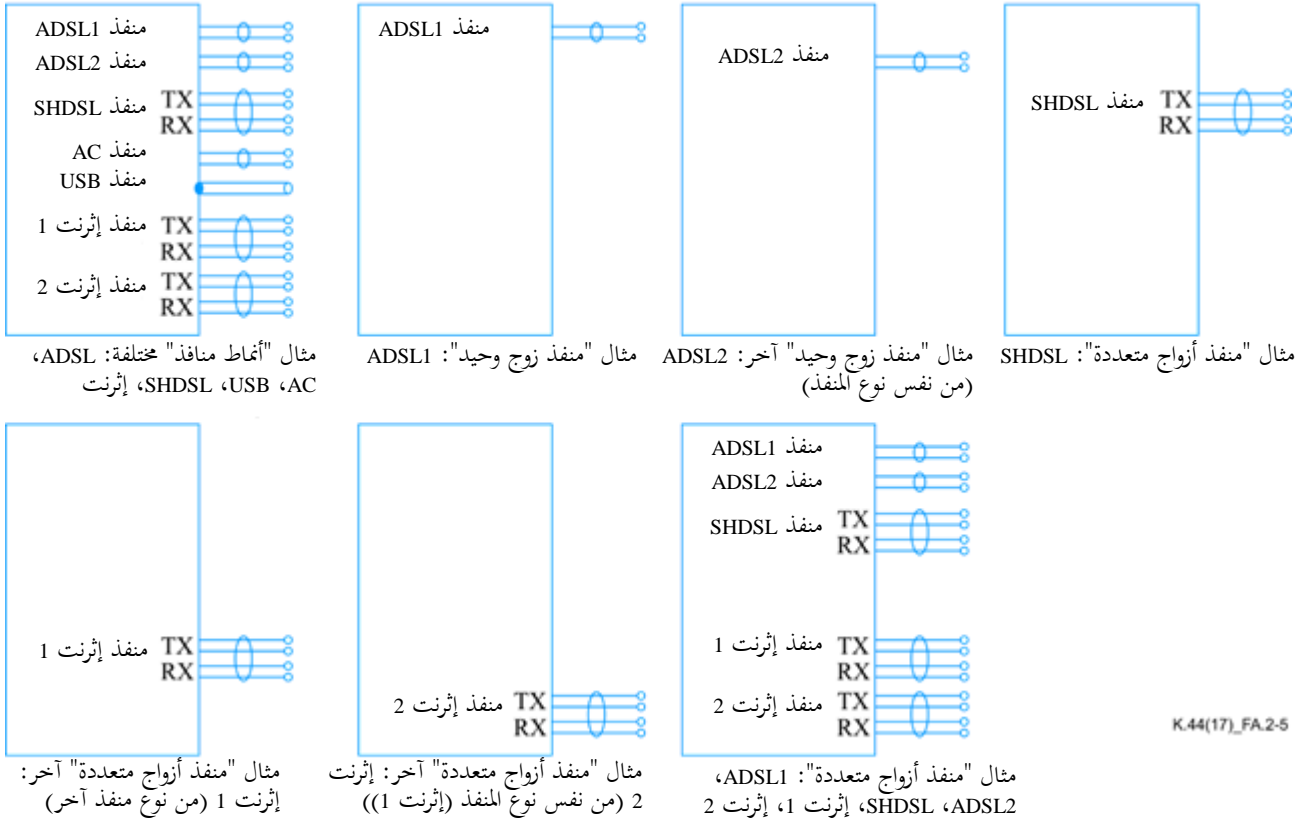 منفذ ADSL1
منفذ ADSL2
منفذ SHDSL TX
RX
منفذ AC
منفذ USB
منفذ إثرنت 1 TX
RX
منفذ إثرنت 2 TX
RX
مثال "أنماط منافذ" مختلفة: ADSL،
AC، USB، SHDSL، إثرنت
منفذ ADSL1
مثال "منفذ زوج وحيد": ADSL1
منفذ ADSL2
مثال "منفذ زوج وحيد" آخر: ADSL2
(من نفس نوع المنفذ)
منفذ SHDSL TX
RX
مثال "منفذ أزواج متعددة": SHDSL
منفذ إثرنت 1 TX
RX
مثال "منفذ أزواج متعددة" آخر:
إثرنت 1 (من نوع منفذ آخر)
منفذ إثرنت 2 TX
RX
مثال "منفذ أزواج متعددة" آخر: إثرنت
2 (من نفس نوع المنفذ (إثرنت 1))
منفذ ADSL1
منفذ ADSL2
منفذ SHDSL TX
RX
منفذ إثرنت 1 TX
RX
منفذ إثرنت 2 TX
RX
مثال "منفذ أزواج متعددة": ADSL1،
ADSL2، SHDSL، إثرنت 1، إثرنت 2
K.44(17)_FA.2-5